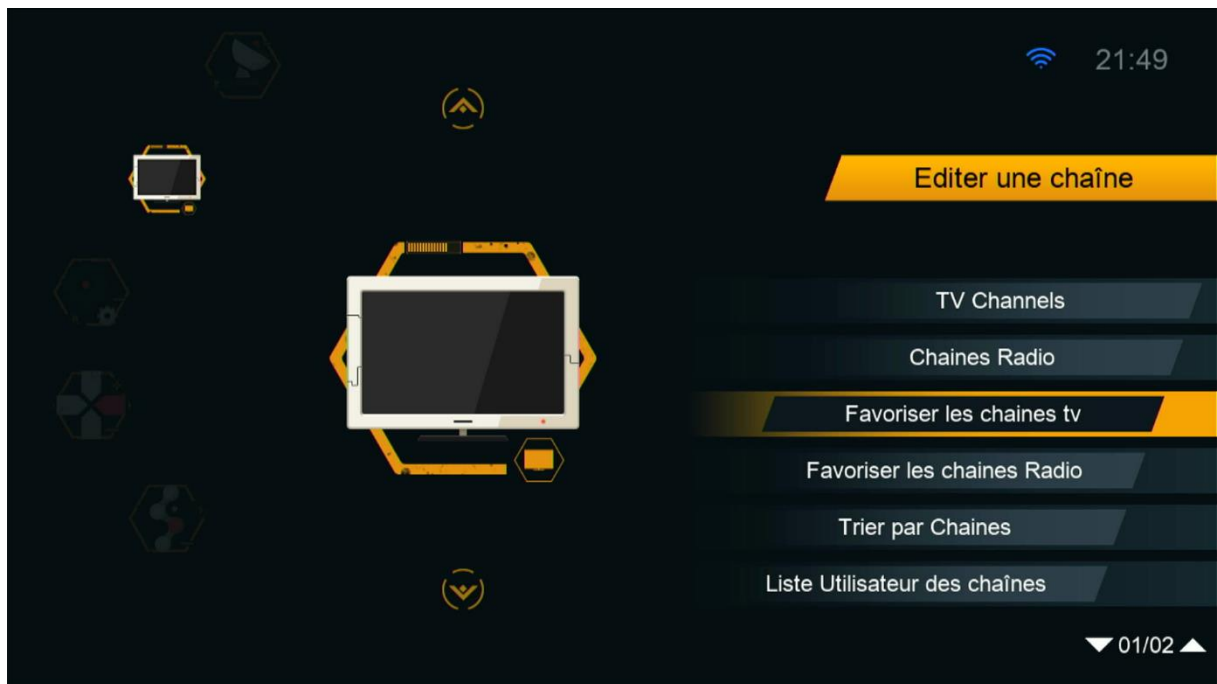 21:49
Editer une chaîne
TV Channels
Chaines Radio
Favoriser les chaines tv
Favoriser les chaines Radio
Trier par Chaines
Liste Utilisateur des chaînes
01/02